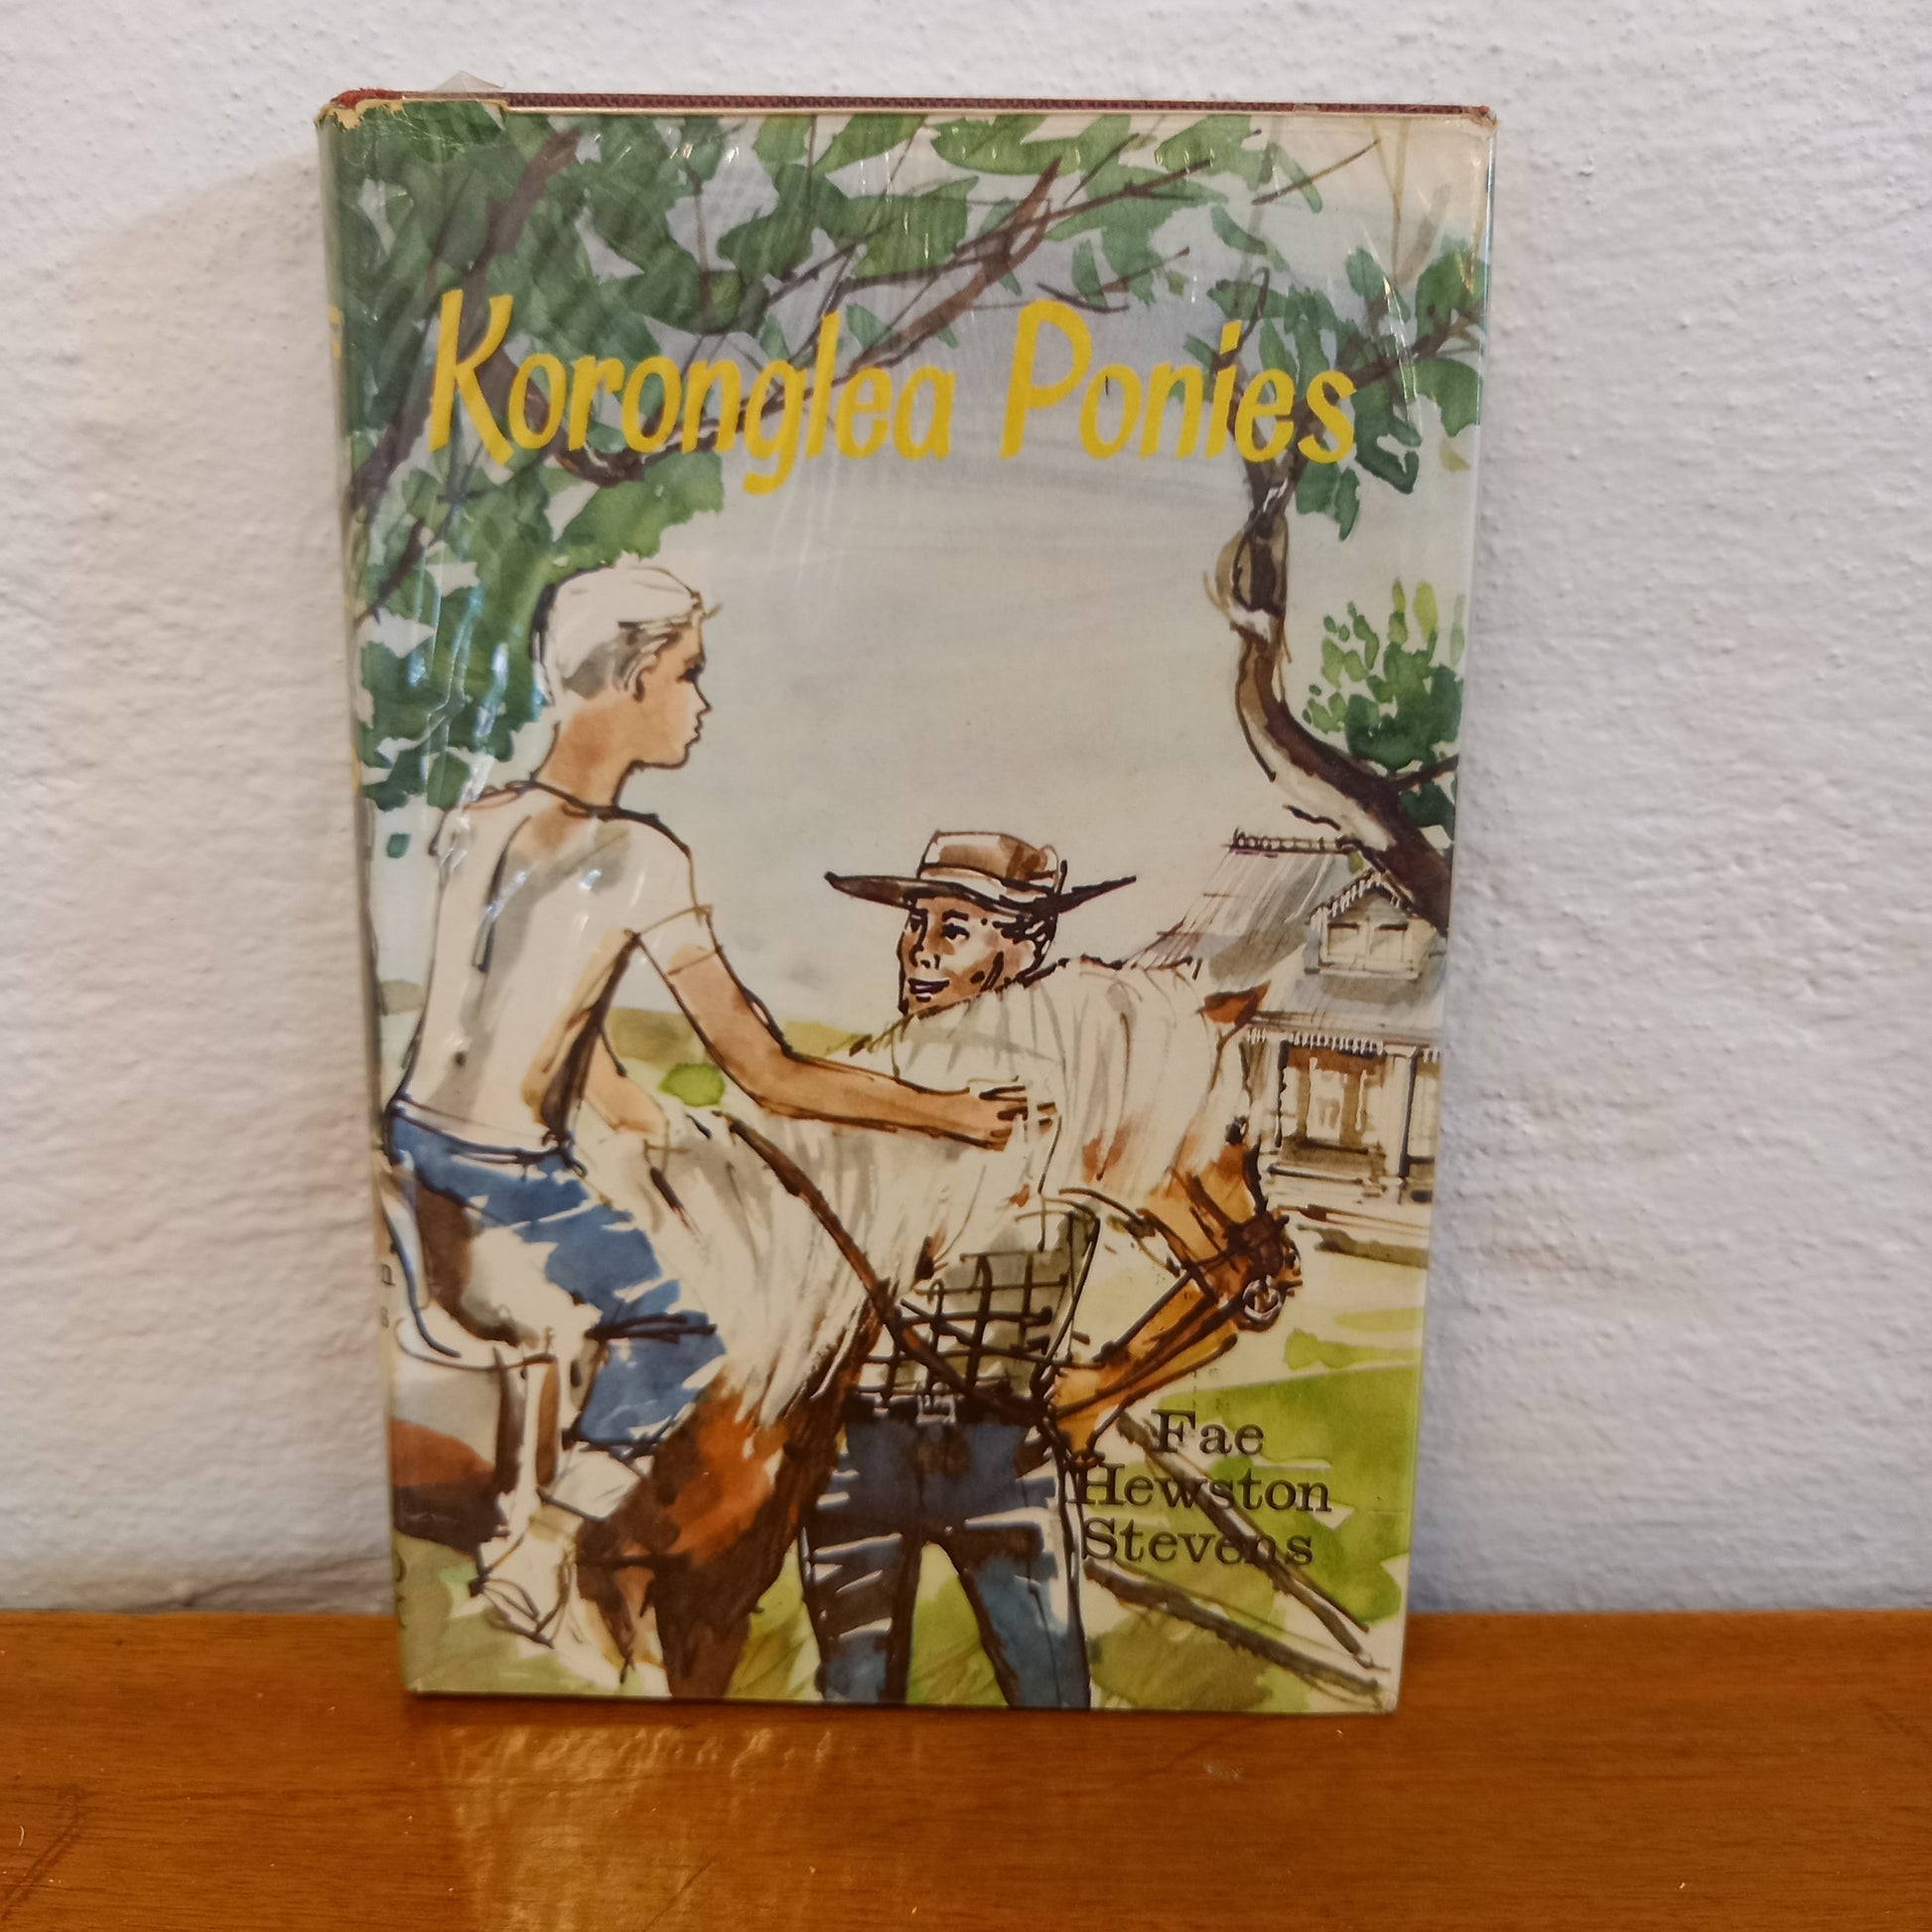 Koronglea Ponies
Fae
Hewston
Stevens